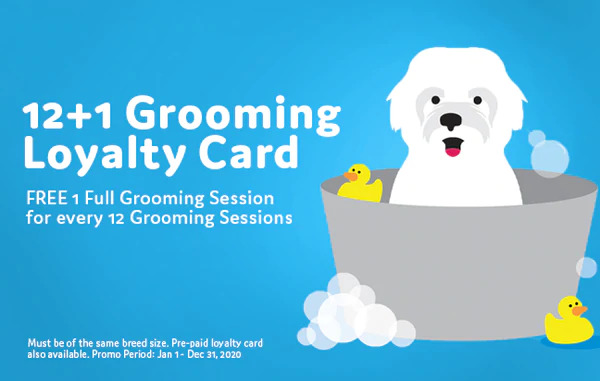 12+1 Grooming
Loyalty Card
FREE 1 Full Grooming Session
for every 12 Grooming Sessions
Must be of the same breed size. Pre-paid loyalty card
also available. Promo Period: Jan 1 - Dec 31, 2020